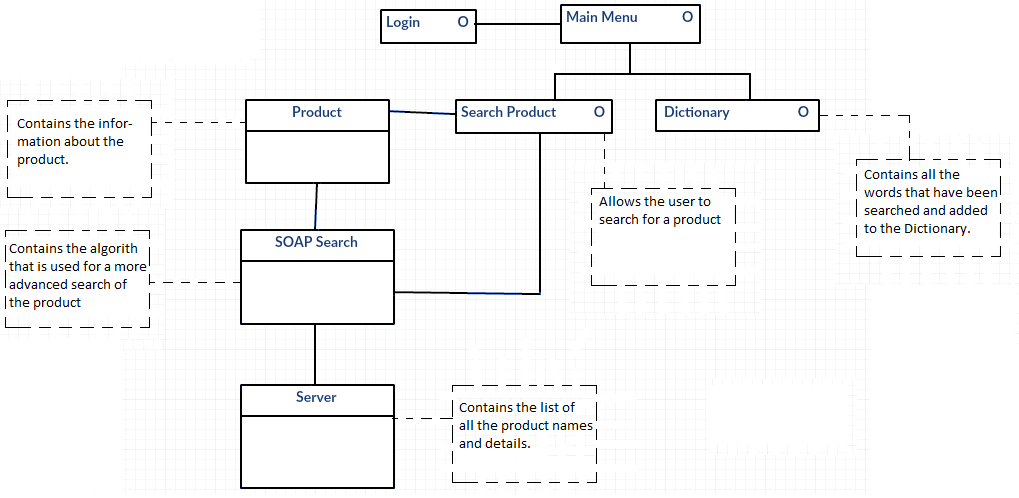 Login O
Main Menu O
Product
Search Product O
Dictionary O
Contains the infor-
mation about the
product.
Allows the user to
search for a product
Contains all the
words that have been
searched and added
to the Dictionary.
SOAP Search
Contains the algorith
that is used for a more
advanced search of
the product
Server
Contains the list of
all the product names
and details.